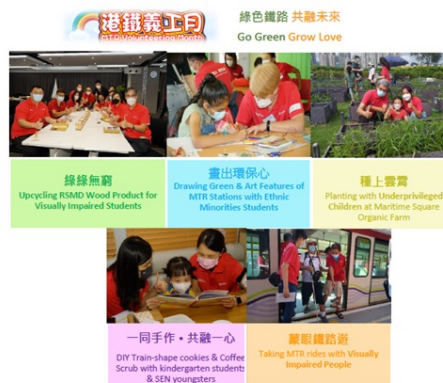 港鐵義工月
MTR Volunteering Month
綠色鐵路 共融未來
Go Green Grow Love
綠綠無窮
Upcycling RSMD Wood Product for
Visually Impaired Students
畫出環保心
Drawing Green & Art Features of
MTR Stations with Ethnic
Minorities Students
種上雲霄
Planting with Underprivileged
Children at Maritime Square
Organic Farm
一同手作 • 共融一心
DIY Train-shape cookies & Coffee
Scrub with kindergarten students
& SEN youngsters
蒙眼鐵路遊
Taking MTR rides with Visually
Impaired People